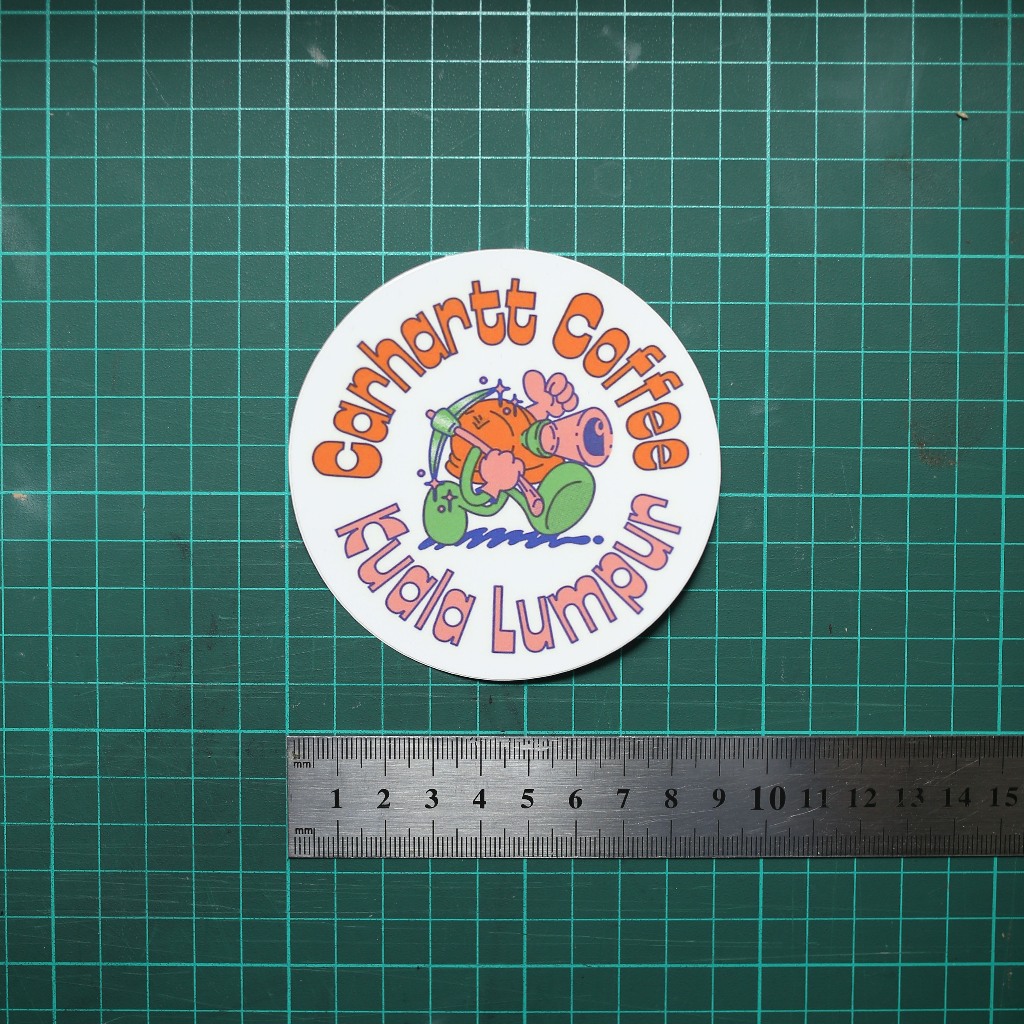 Carhartt Coffee
Kuala Lumpur
mm
1 2 3 4 5 6 7 8 9 10 11 12 13 14 15
mm